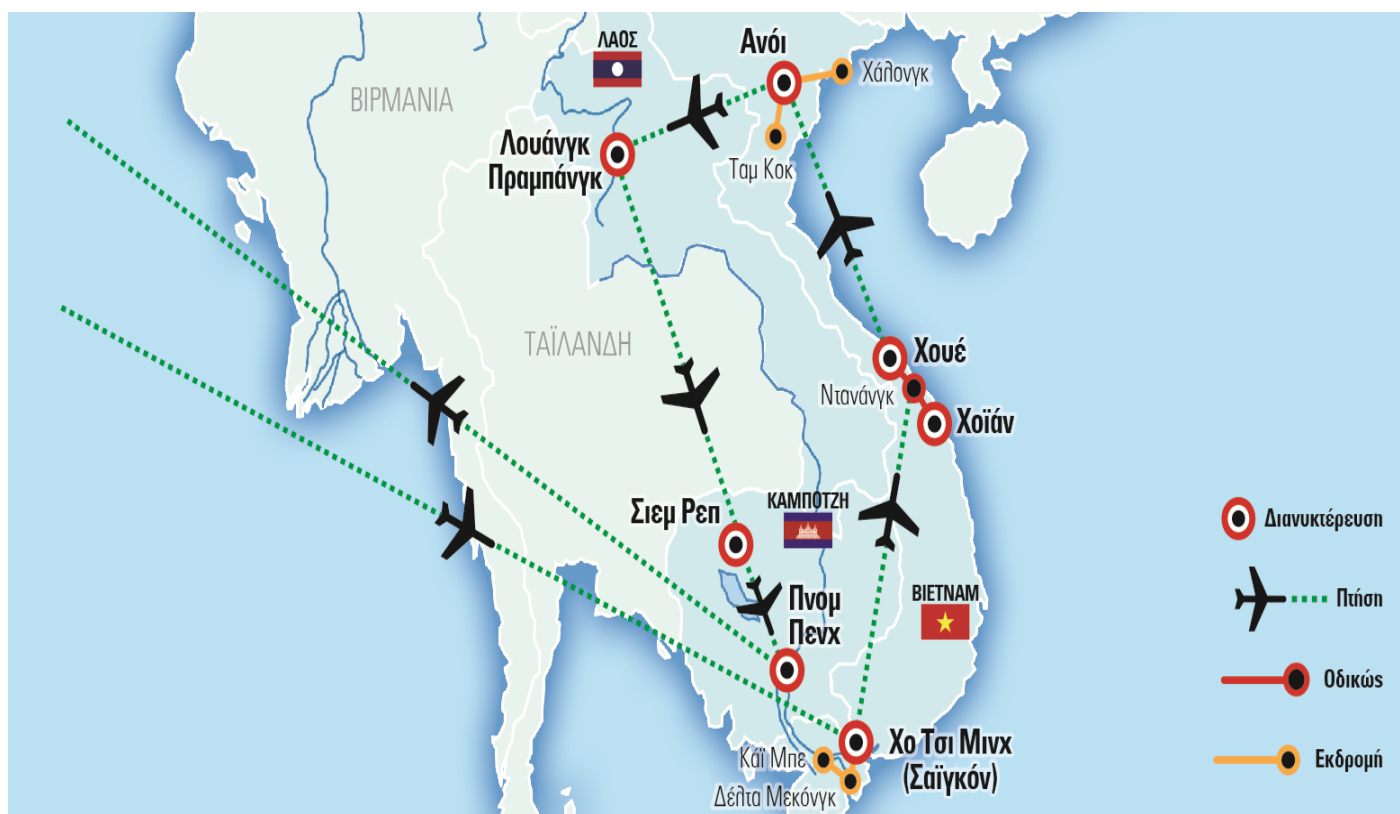 ΛΑΟΣ
Ανόι
Χάλονγκ
ΒΙΡΜΑΝΙΑ
Λουάνγκ
Πραμπάνγκ
Ταμ Κοκ
ΤΑΪΛΑΝΔΗ
Χουέ
Ντανάνγκ
Χοϊάν
Σιεμ Ρεπ
ΚΑΜΠΟΤΖΗ
Διανυκτέρευση
Πνομ
Πενχ
ΒΙΕΤΝΑΜ
Πτήση
Οδικώς
Χο Τσι Μινχ
(Σαϊγκόν)
Κάϊ Μπε
Δέλτα Μεκόνγκ
Εκδρομή